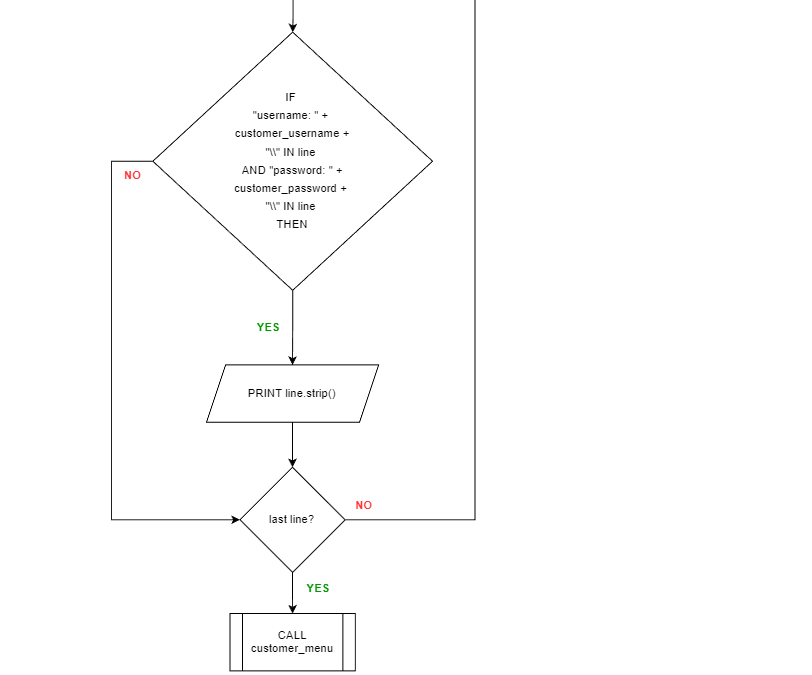 IF
"username: " +
customer_username +
"\\" IN line
AND "password: " +
customer_password +
"\\" IN line
THEN
NO
YES
PRINT line.strip()
last line?
NO
YES
CALL
customer_menu